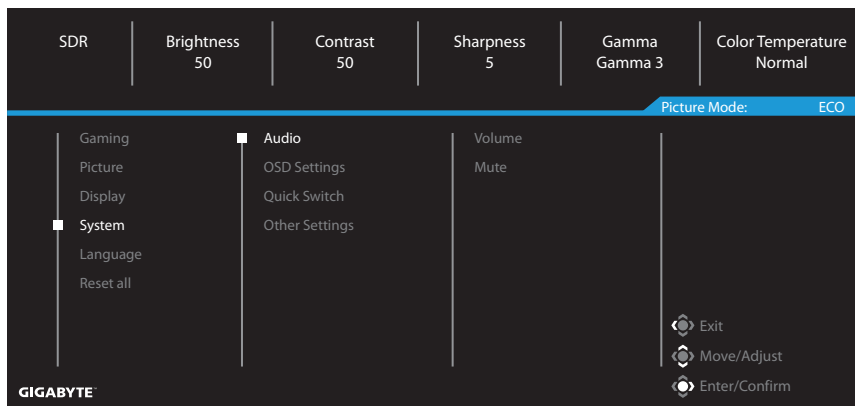 SDR
Brightness
50
Contrast
50
Sharpness
5
Gamma
Gamma 3
Color Temperature
Normal
Picture Mode: ECO
Gaming
Picture
Display
System
Language
Reset all
Audio
OSD Settings
Quick Switch
Other Settings
Volume
Mute
Exit
Move/Adjust
Enter/Confirm
GIGABYTE™